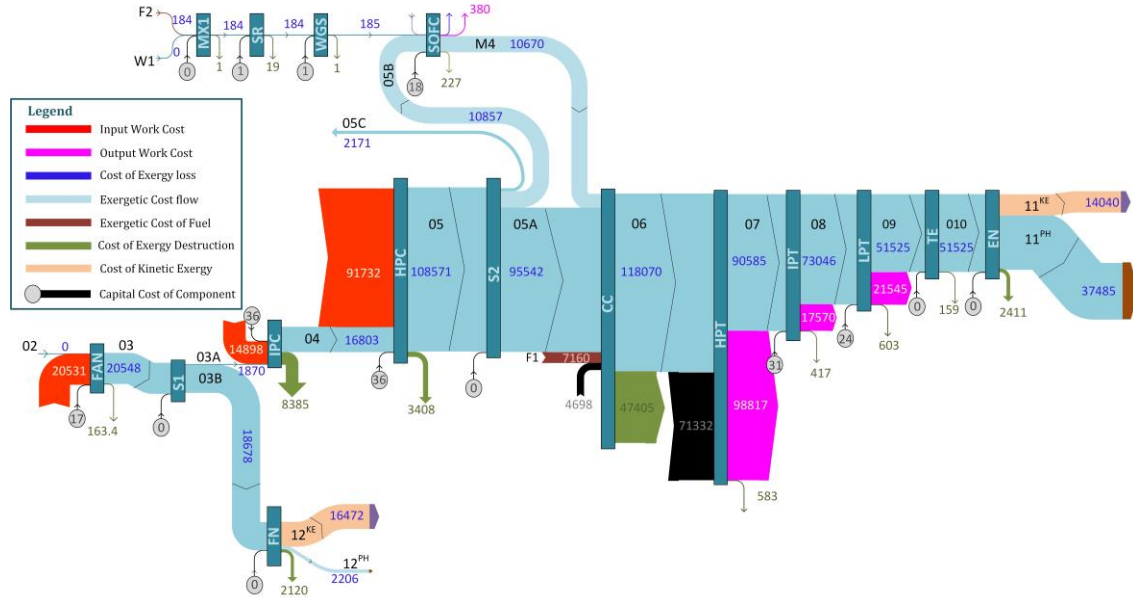 F2
184
184
184
185
380
MX1
SR
WGS
SOFC
M4
10670
W1
0
0
1
1
19
1
1
18
227
05B
10857
05C
2171
Legend
Input Work Cost
Output Work Cost
Cost of Exergy loss
Exergetic Cost flow
Exergetic Cost of Fuel
Cost of Exergy Destruction
Cost of Kinetic Exergy
Capital Cost of Component
91732
HPC
05
108571
S2
05A
95542
CC
06
118070
HPT
07
90585
IPT
08
73046
LPT
09
51525
TE
010
51525
EN
11KE
14040
11PH
37485
36
14898
IPC
04
16803
8385
36
3408
0
F1
7160
4698
47405
71332
98817
583
17570
31
417
21545
24
603
0
159
0
2411
02
0
03
20531
FAN
20548
S1
03A
1870
03B
17
163.4
0
18678
FN
12KE
16472
12PH
2206
0
2120